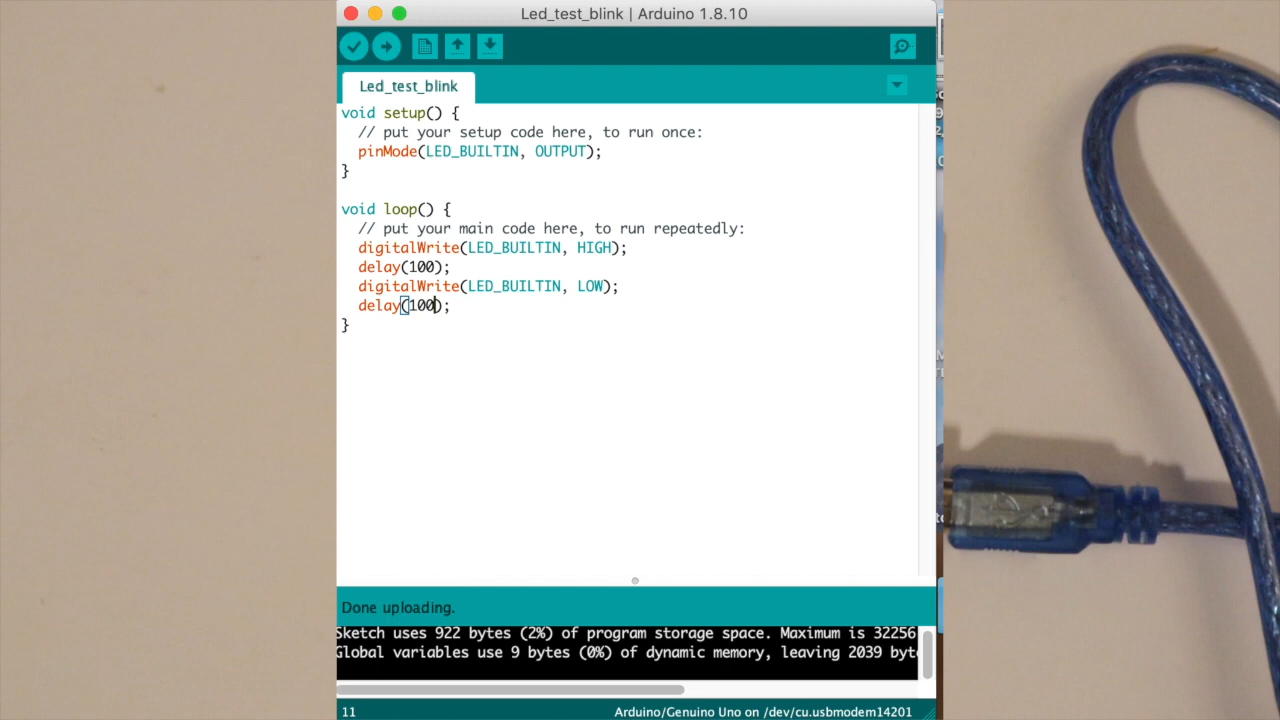 Led_test_blink | Arduino 1.8.10
Led_test_blink
void setup() {
// put your setup code here, to run once:
pinMode(LED_BUILTIN, OUTPUT);
}
void loop() {
// put your main code here, to run repeatedly:
digitalWrite(LED_BUILTIN, HIGH);
delay(100);
digitalWrite(LED_BUILTIN, LOW);
delay(100);
}
Done uploading.
Sketch uses 922 bytes (2%) of program storage space. Maximum is 32256
Global variables use 9 bytes (0%) of dynamic memory, leaving 2039
11
Arduino/Genuino Uno on /dev/cu.usbmodem14201